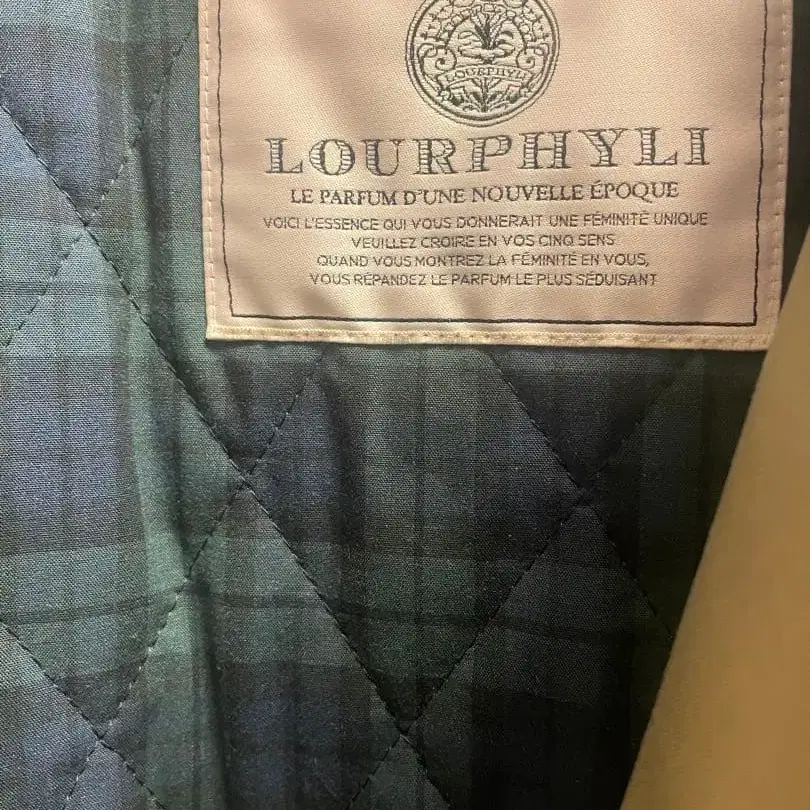 LOURPHYLI
LOURPHYLI
LE PARFUM D'UNE NOUVELLE ÉPOQUE
VOICI L'ESSENCE QUI VOUS DONNERAIT UNE FÉMINITÉ UNIQUE
VEUILLEZ CROIRE EN VOS CINQ SENS
QUAND VOUS MONTREZ LA FÉMINITÉ EN VOUS,
VOUS RÉPANDEZ LE PARFUM LE PLUS SÉDUISANT